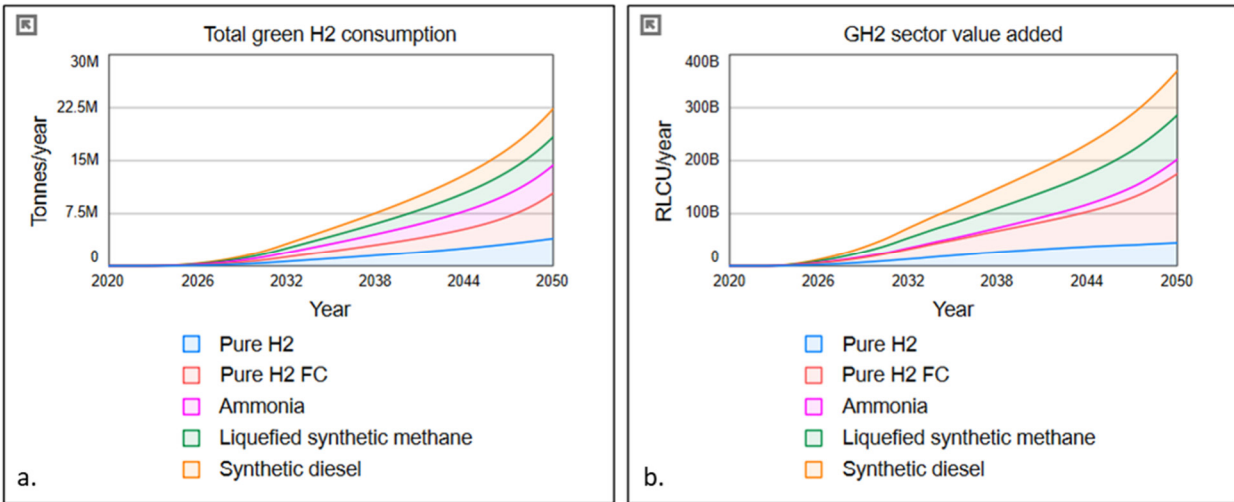 Total green H2 consumption
30M
22.5M
15M
7.5M
0
Tonnes/year
2020 2026 2032 2038 2044 2050
Year
Pure H2
Pure H2 FC
Ammonia
Liquefied synthetic methane
Synthetic diesel
a.
GH2 sector value added
400B
300B
200B
100B
0
RLCU/year
2020 2026 2032 2038 2044 2050
Year
Pure H2
Pure H2 FC
Ammonia
Liquefied synthetic methane
Synthetic diesel
b.